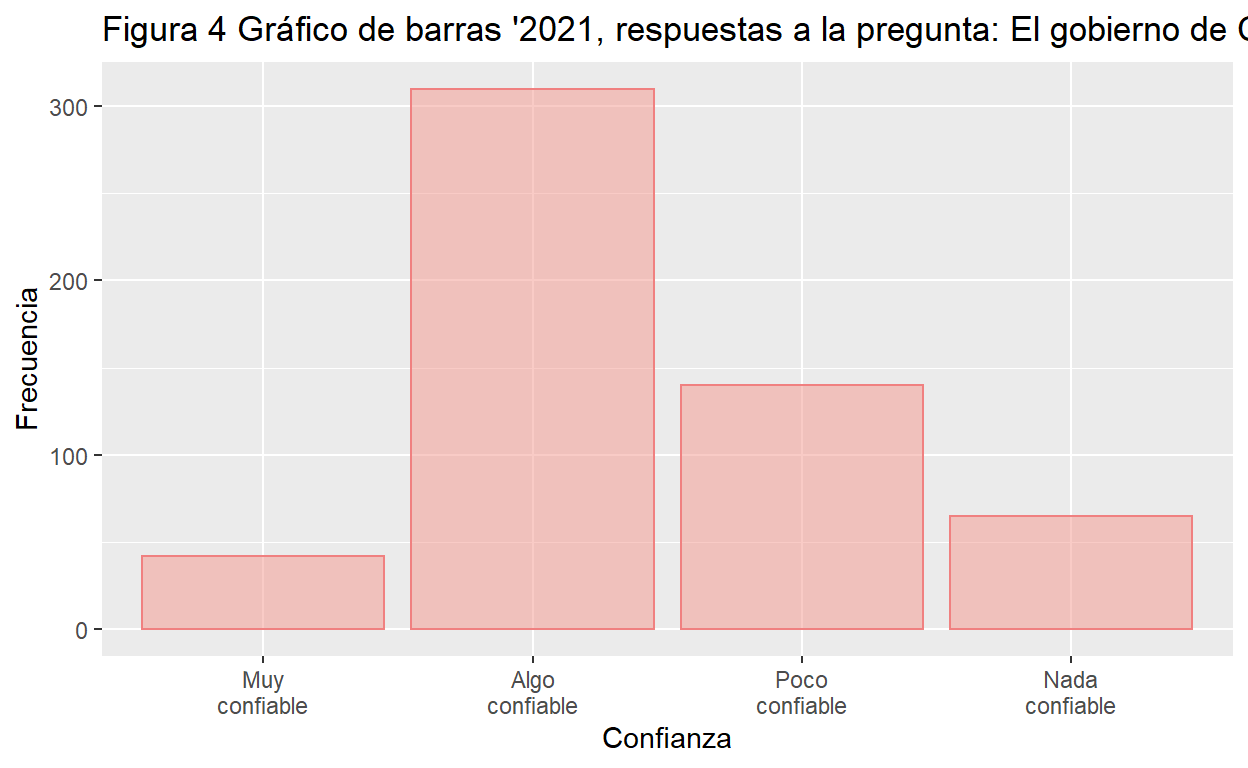 Figura 4 Gráfico de barras '2021, respuestas a la pregunta: El gobierno de
Frecuencia
300
200
100
0
Muy
confiable
Algo
confiable
Poco
confiable
Nada
confiable
Confianza